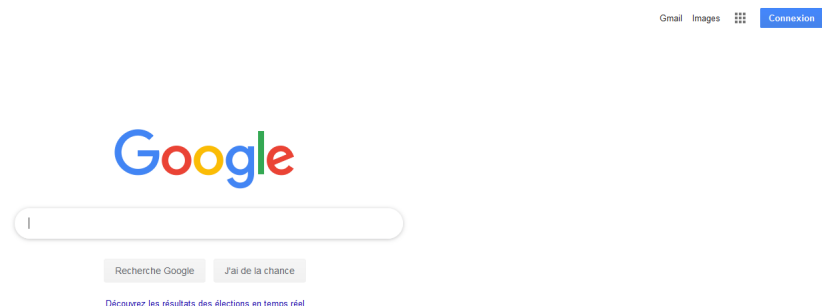 Gmail Images Connexion
Google
Recherche Google J'ai de la chance
Découvrez les résultats des élections en temps réel